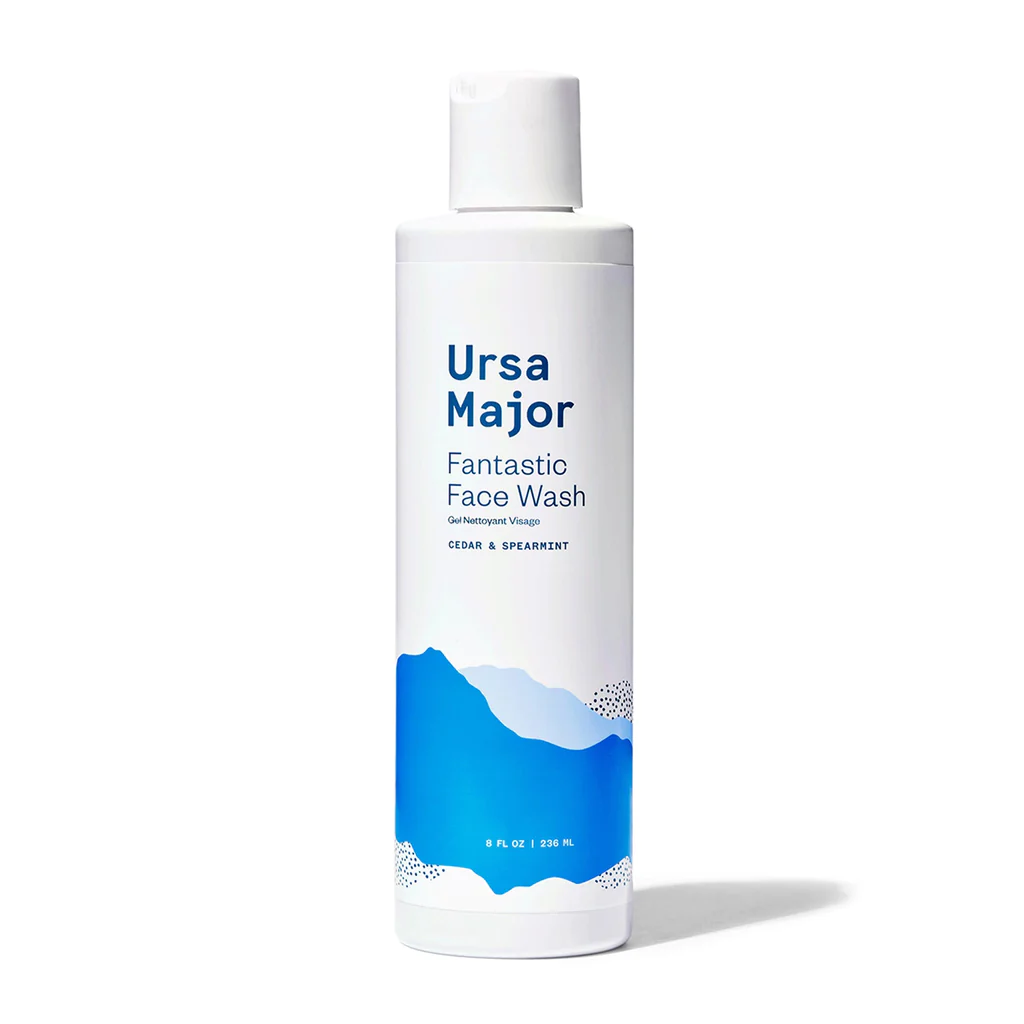 Ursa
Major
Fantastic
Face Wash
Gel Nettoyant Visage
CEDAR & SPEARMINT
8 FL OZ | 236 ML